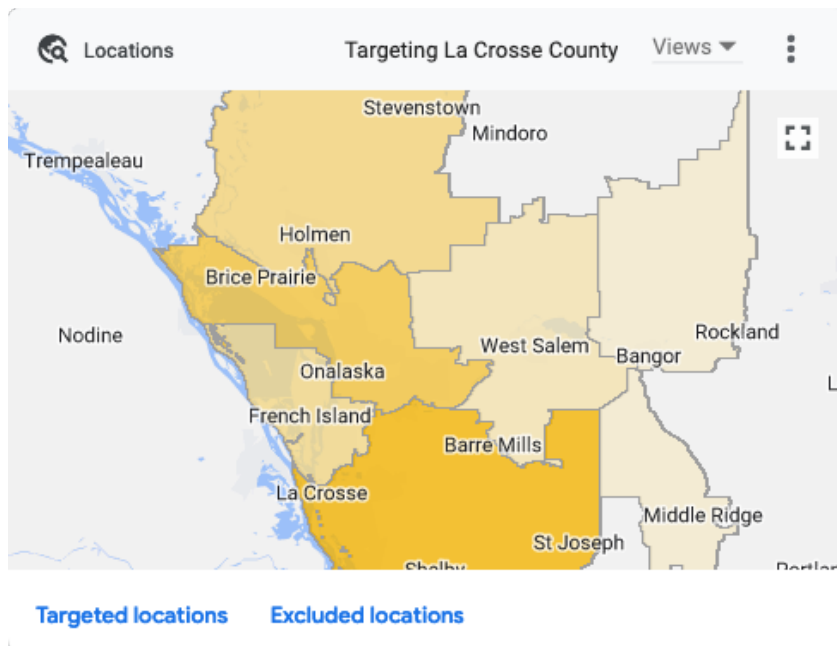 Locations
Targeting La Crosse County
Views
Stevenstown
Mindoro
Trempealeau
Holmen
Brice Prairie
Nodine
Rockland
West Salem
Bangor
Onalaska
L
French Island
Barre Mills
La Crosse
Middle Ridge
St Joseph
Shelby
Targeted locations
Excluded locations